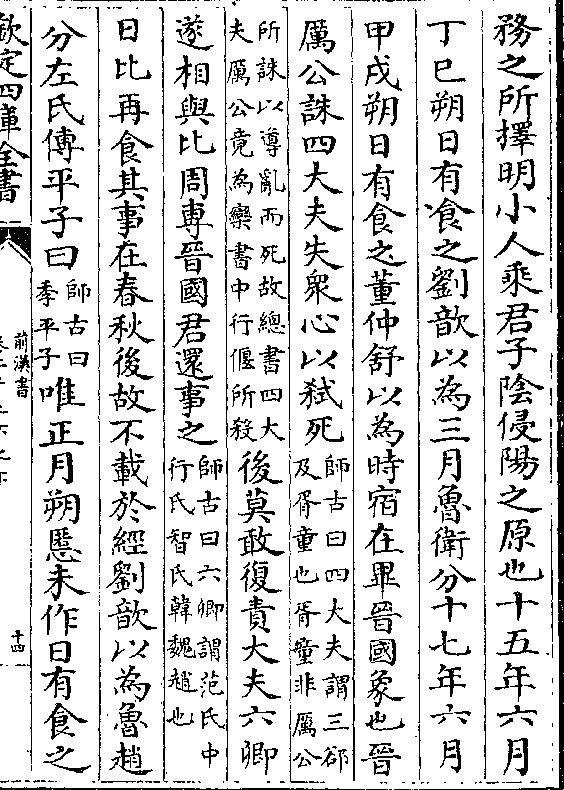 務之所擇明小人乘君子陰侵陽之原也十五年六月
丁巳朔日有食之劉歆以為三月魯衛分十七年六月
甲戌朔日有食之董仲舒以為時宿在畢晉國象也晉
厲公誅四大夫失衆心以弑死師古曰四大夫謂三郤及胥童也胥童非厲公
所誅以導亂而死故總書四大夫厲公竟為欒書中行偃所殺後莫敢復責大夫六卿
遂相與比周專晉國君還事之師古曰六卿謂范氏中行氏智氏韓魏趙也
日比再食其事在春秋後故不載於經劉歆以為魯趙
分左氏傳平子曰師古曰季平子唯正月朔慝未作日有食之
欽定四庫全書
前漢書
十四